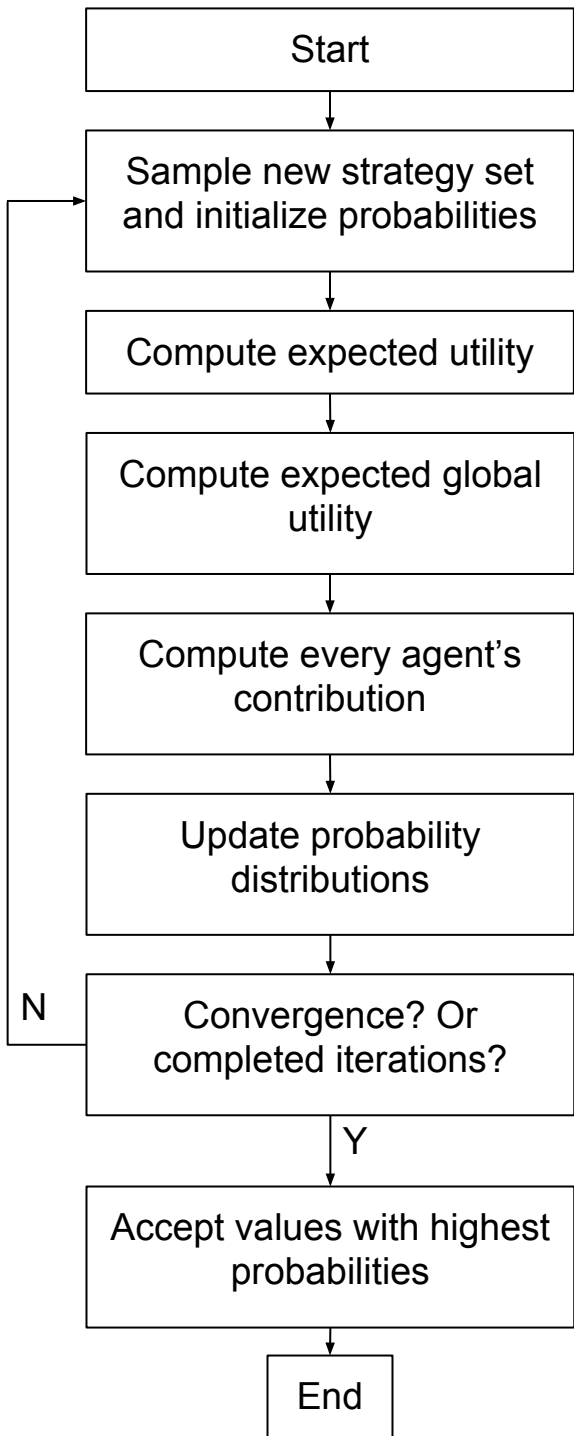 Start
Sample new strategy set
and initialize probabilities
Compute expected utility
Compute expected global
utility
Compute every agent’s
contribution
Update probability
distributions
N
Convergence? Or
completed iterations?
Y
Accept values with highest
probabilities
End